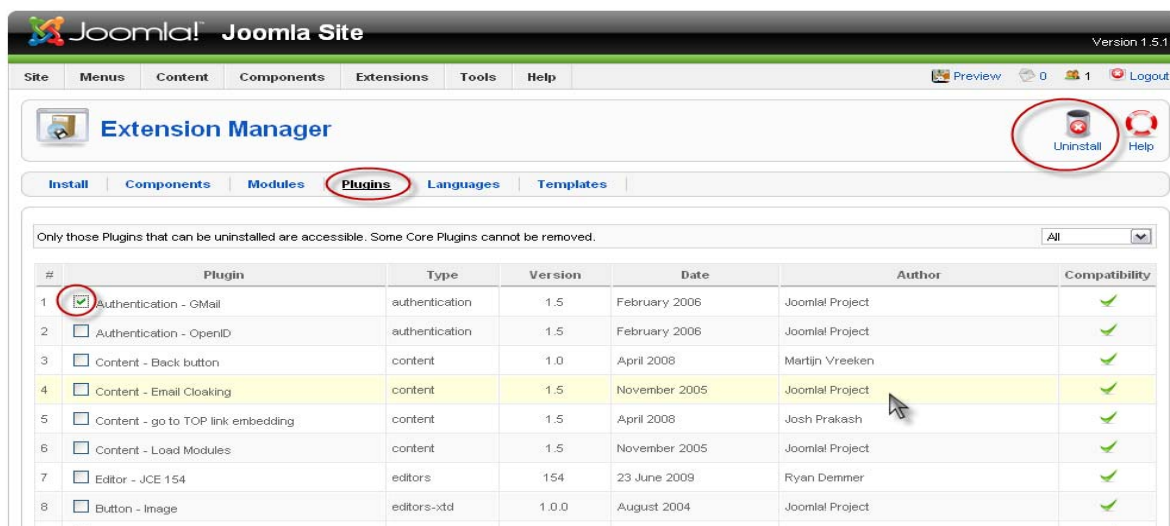 Joomla! Joomla Site
Version 1.5.1
Site Menus Content Components Extensions Tools Help Preview 0 1 Logout
Extension Manager
Uninstall Help
Install Components Modules Plugins Languages Templates
Only those Plugins that can be uninstalled are accessible. Some Core Plugins cannot be removed. All
# Plugin Type Version Date Author Compatibility
1 Authentication - GMail authentication 1.5 February 2006 Joomla! Project
2 Authentication - OpenID authentication 1.5 February 2006 Joomla! Project
3 Content - Back button content 1.0 April 2008 Martijn Vreeken
4 Content - Email Cloaking content 1.5 November 2005 Joomla! Project
5 Content - go to TOP link embedding content 1.5 April 2008 Josh Prakash
6 Content - Load Modules content 1.5 November 2005 Joomla! Project
7 Editor - JCE 154 editors 154 23 June 2009 Ryan Demmer
8 Button - Image editors-xtd 1.0.0 August 2004 Joomla! Project